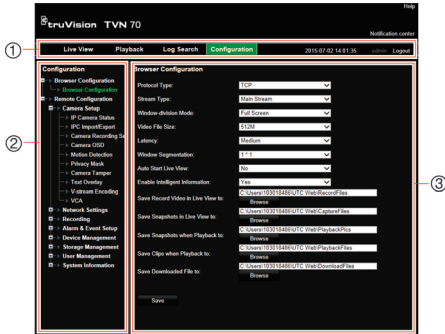 Help
truVision TVN 70
Notification center
Live View Playback Log Search Configuration 2015-07-02 14:01:35 admin Logout
①
②
③
Configuration
Browser Configuration
Browser Configuration
Remote Configuration
Camera Setup
IP Camera Status
IPC Import/Export
Camera Recording Se
Camera OSD
Motion Detection
Privacy Mask
Camera Tamper
Text Overlay
V-stream Encoding
VCA
Network Settings
Recording
Alarm & Event Setup
Device Management
Storage Management
User Management
System Information
Browser Configuration
Protocol Type: TCP
Stream Type: Main Stream
Window-division Mode: Full Screen
Video File Size: 512M
Latency: Medium
Window Segmentation: 1 * 1
Auto Start Live View: No
Enable Intelligent Information: Yes
Save Record Video in Live View to: C:\Users\103018486\UTC Web\RecordFiles
Browse
Save Snapshots in Live View to: C:\Users\103018486\UTC Web\CaptureFiles
Browse
Save Snapshots when Playback to: C:\Users\103018486\UTC Web\PlaybackPics
Browse
Save Clips when Playback to: C:\Users\103018486\UTC Web\PlaybackFiles
Browse
Save Downloaded File to: C:\Users\103018486\UTC Web\DownloadFiles
Browse
Save